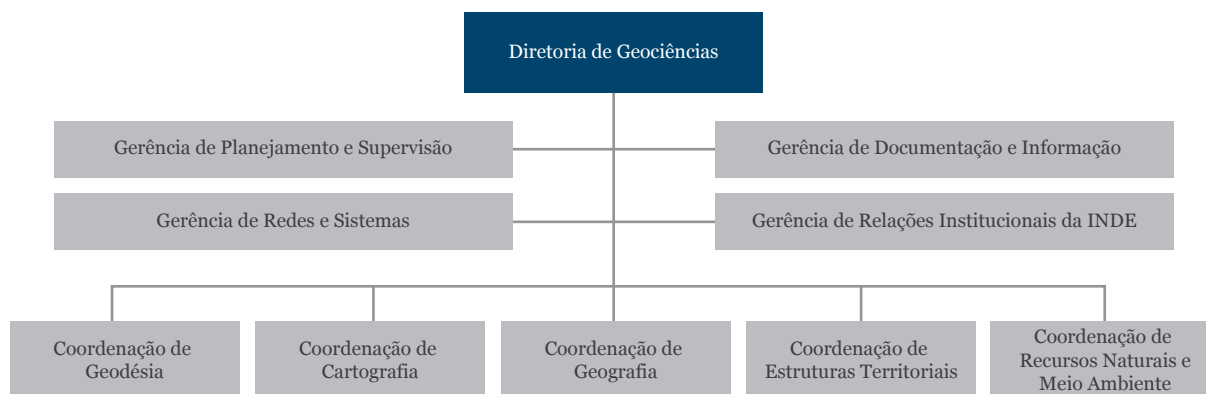 Diretoria de Geociências
Gerência de Planejamento e Supervisão
Gerência de Documentação e Informação
Gerência de Redes e Sistemas
Gerência de Relações Institucionais da INDE
Coordenação de
Geodésia
Coordenação de
Cartografia
Coordenação de
Geografia
Coordenação de
Estruturas Territoriais
Coordenação de
Recursos Naturais e
Meio Ambiente